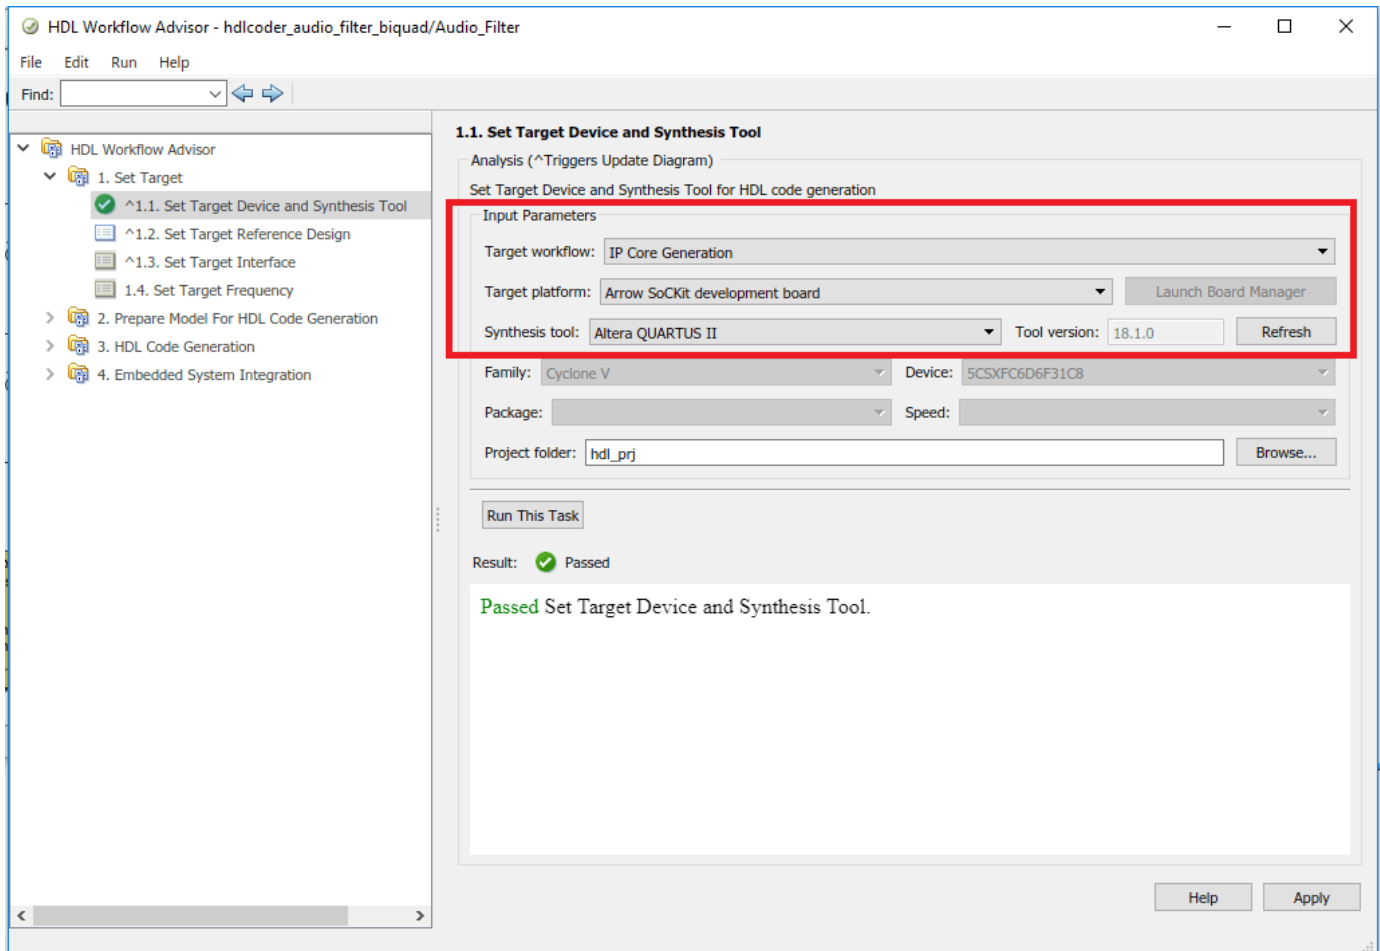 HDL Workflow Advisor - hdlcoder_audio_filter_biquad/Audio_Filter
File Edit Run Help
Find:
HDL Workflow Advisor
1. Set Target
^1.1. Set Target Device and Synthesis Tool
^1.2. Set Target Reference Design
^1.3. Set Target Interface
1.4. Set Target Frequency
2. Prepare Model For HDL Code Generation
3. HDL Code Generation
4. Embedded System Integration
1.1. Set Target Device and Synthesis Tool
Analysis (^Triggers Update Diagram)
Set Target Device and Synthesis Tool for HDL code generation
Input Parameters
Target workflow: IP Core Generation
Target platform: Arrow SoCKit development board Launch Board Manager
Synthesis tool: Altera QUARTUS II Tool version: 18.1.0 Refresh
Family: Cyclone V Device: 5CSXFC6D6F31C8
Package: Speed:
Project folder: hdl_prj Browse...
Run This Task
Result: Passed
Passed Set Target Device and Synthesis Tool.
Help Apply